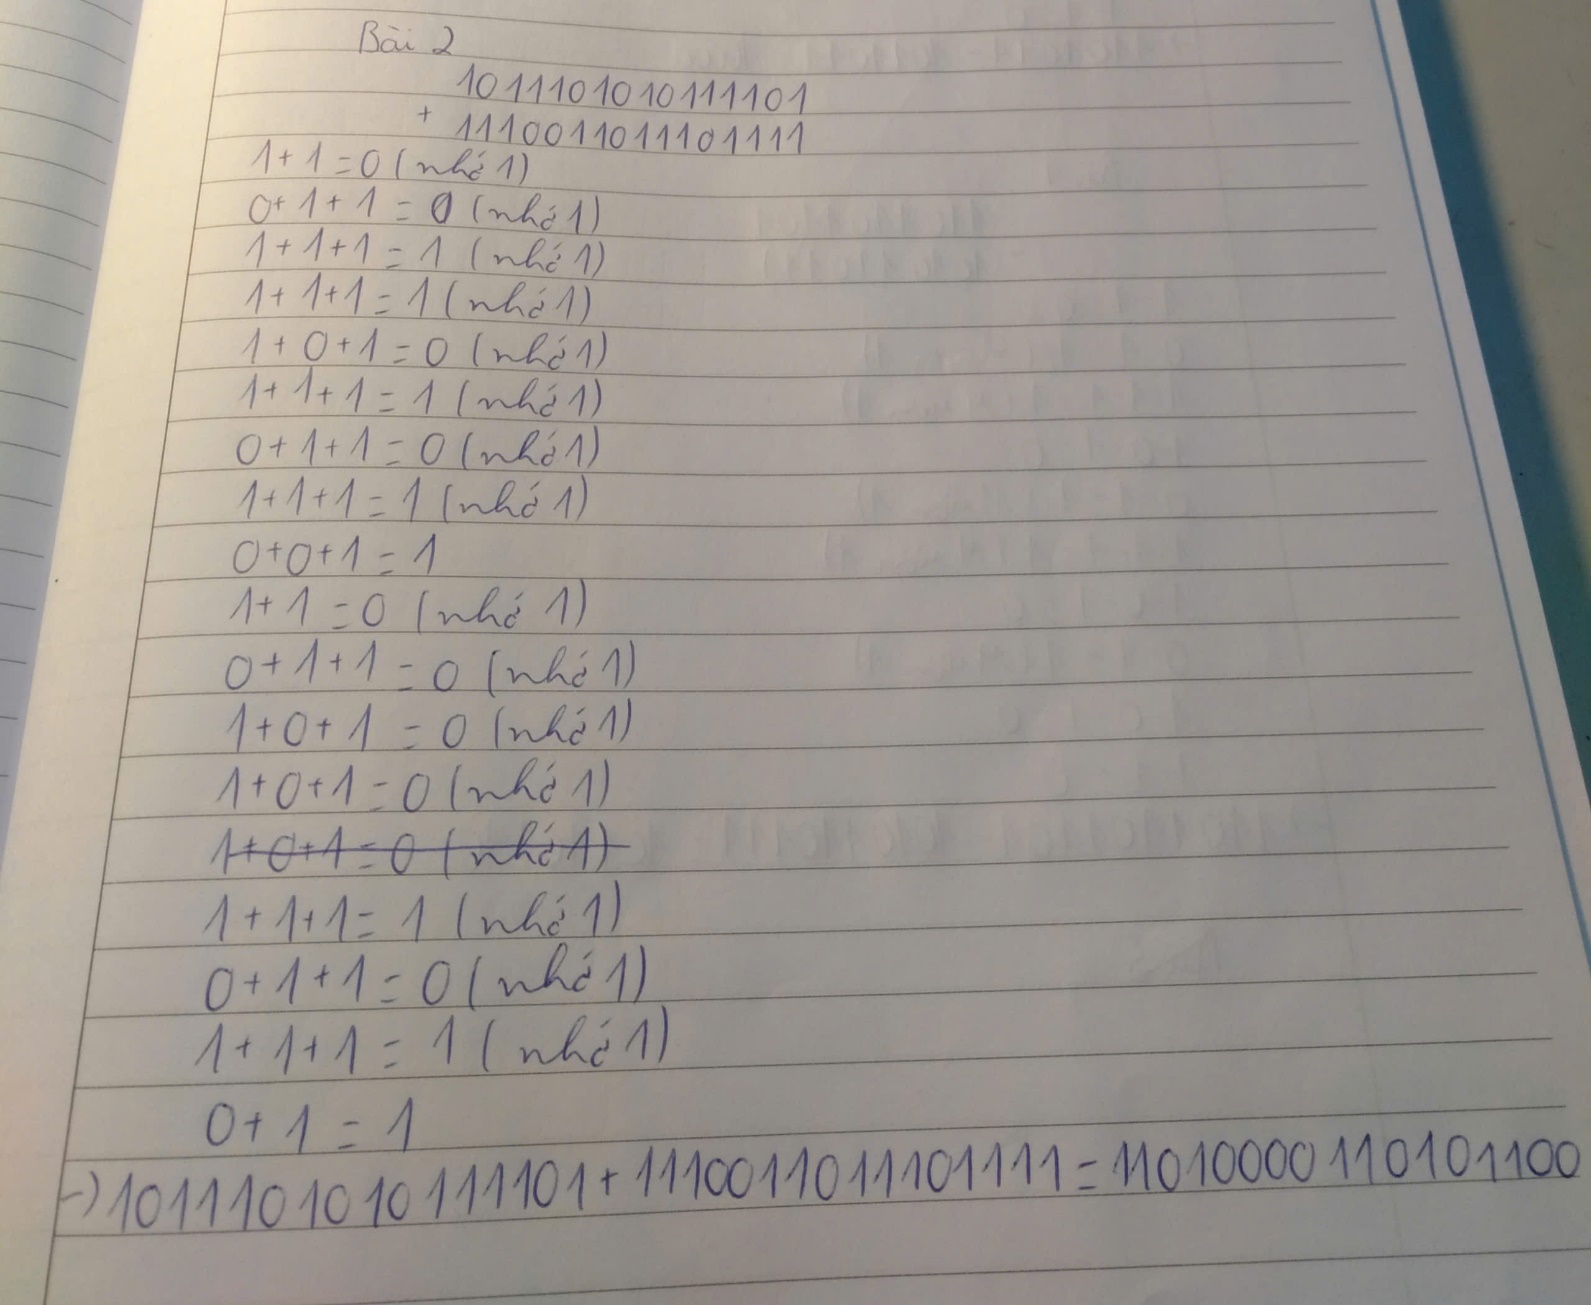 Bài 2
1011101010111101
+
1110011011101111
1+1=0 (nhớ 1)
0+1+1=0 (nhớ 1)
1+1+1=1 (nhớ 1)
1+1+1=1 (nhớ 1)
1+0+1=0 (nhớ 1)
1+1+1=1 (nhớ 1)
0+1+1=0 (nhớ 1)
1+1+1=1 (nhớ 1)
0+0+1=1
1+1=0 (nhớ 1)
0+1+1=0 (nhớ 1)
1+0+1=0 (nhớ 1)
1+0+1=0 (nhớ 1)
1+0+1=0 (nhớ 1)
1+1+1=1 (nhớ 1)
0+1+1=0 (nhớ 1)
1+1+1=1 (nhớ 1)
0+1=1
→1011101010111101+1110011011101111=11010000110101100